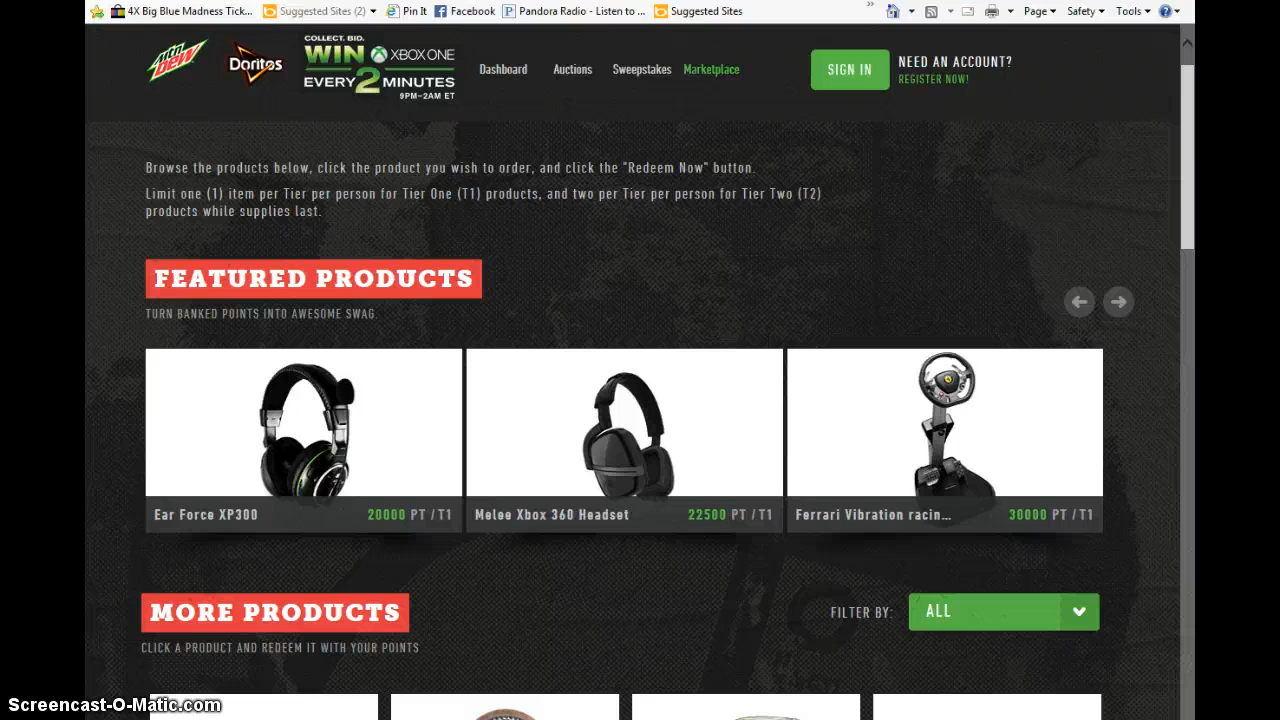 4X Big Blue Madness Tick... Suggested Sites (2) Pin It Facebook Pandora Radio - Listen to ... Suggested Sites » Page Safety Tools
Mtn Dew
Doritos
COLLECT. BID.
WIN XBOX ONE
EVERY 2 MINUTES
9PM-2AM ET
Dashboard Auctions Sweepstakes Marketplace
SIGN IN
NEED AN ACCOUNT?
REGISTER NOW!
Browse the products below, click the product you wish to order, and click the "Redeem Now" button.
Limit one (1) item per Tier per person for Tier One (T1) products, and two per Tier per person for Tier Two (T2)
products while supplies last.
FEATURED PRODUCTS
TURN BANKED POINTS INTO AWESOME SWAG.
Ear Force XP300 20000 PT / T1
Melee Xbox 360 Headset 22500 PT / T1
Ferrari Vibration racin... 30000 PT / T1
MORE PRODUCTS
FILTER BY: ALL
CLICK A PRODUCT AND REDEEM IT WITH YOUR POINTS
Screencast-O-Matic.com